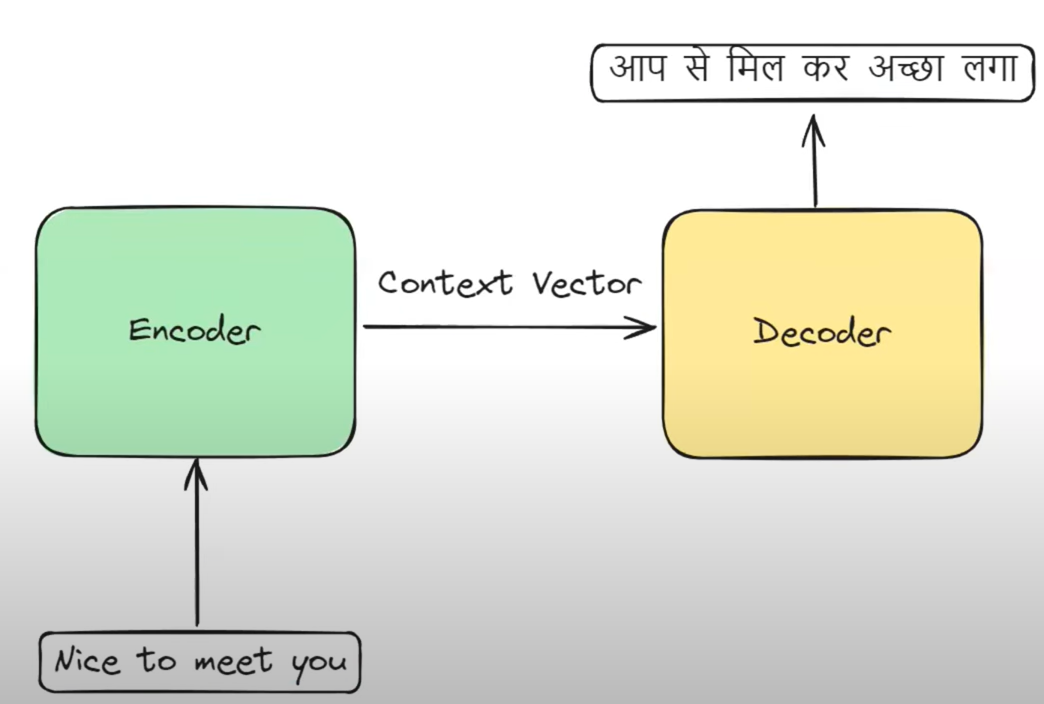 आप से मिल कर अच्छा लगा
Context Vector
Encoder
Decoder
Nice to meet you